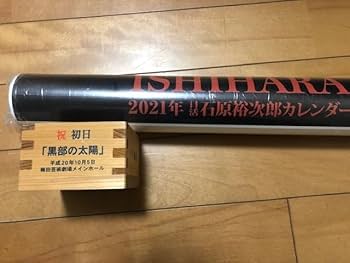 ISHIHARA
2021年 日活 石原裕次郎カレンダー
祝 初日
「黒部の太陽」
平成20年10月5日
梅田芸術劇場メインホール